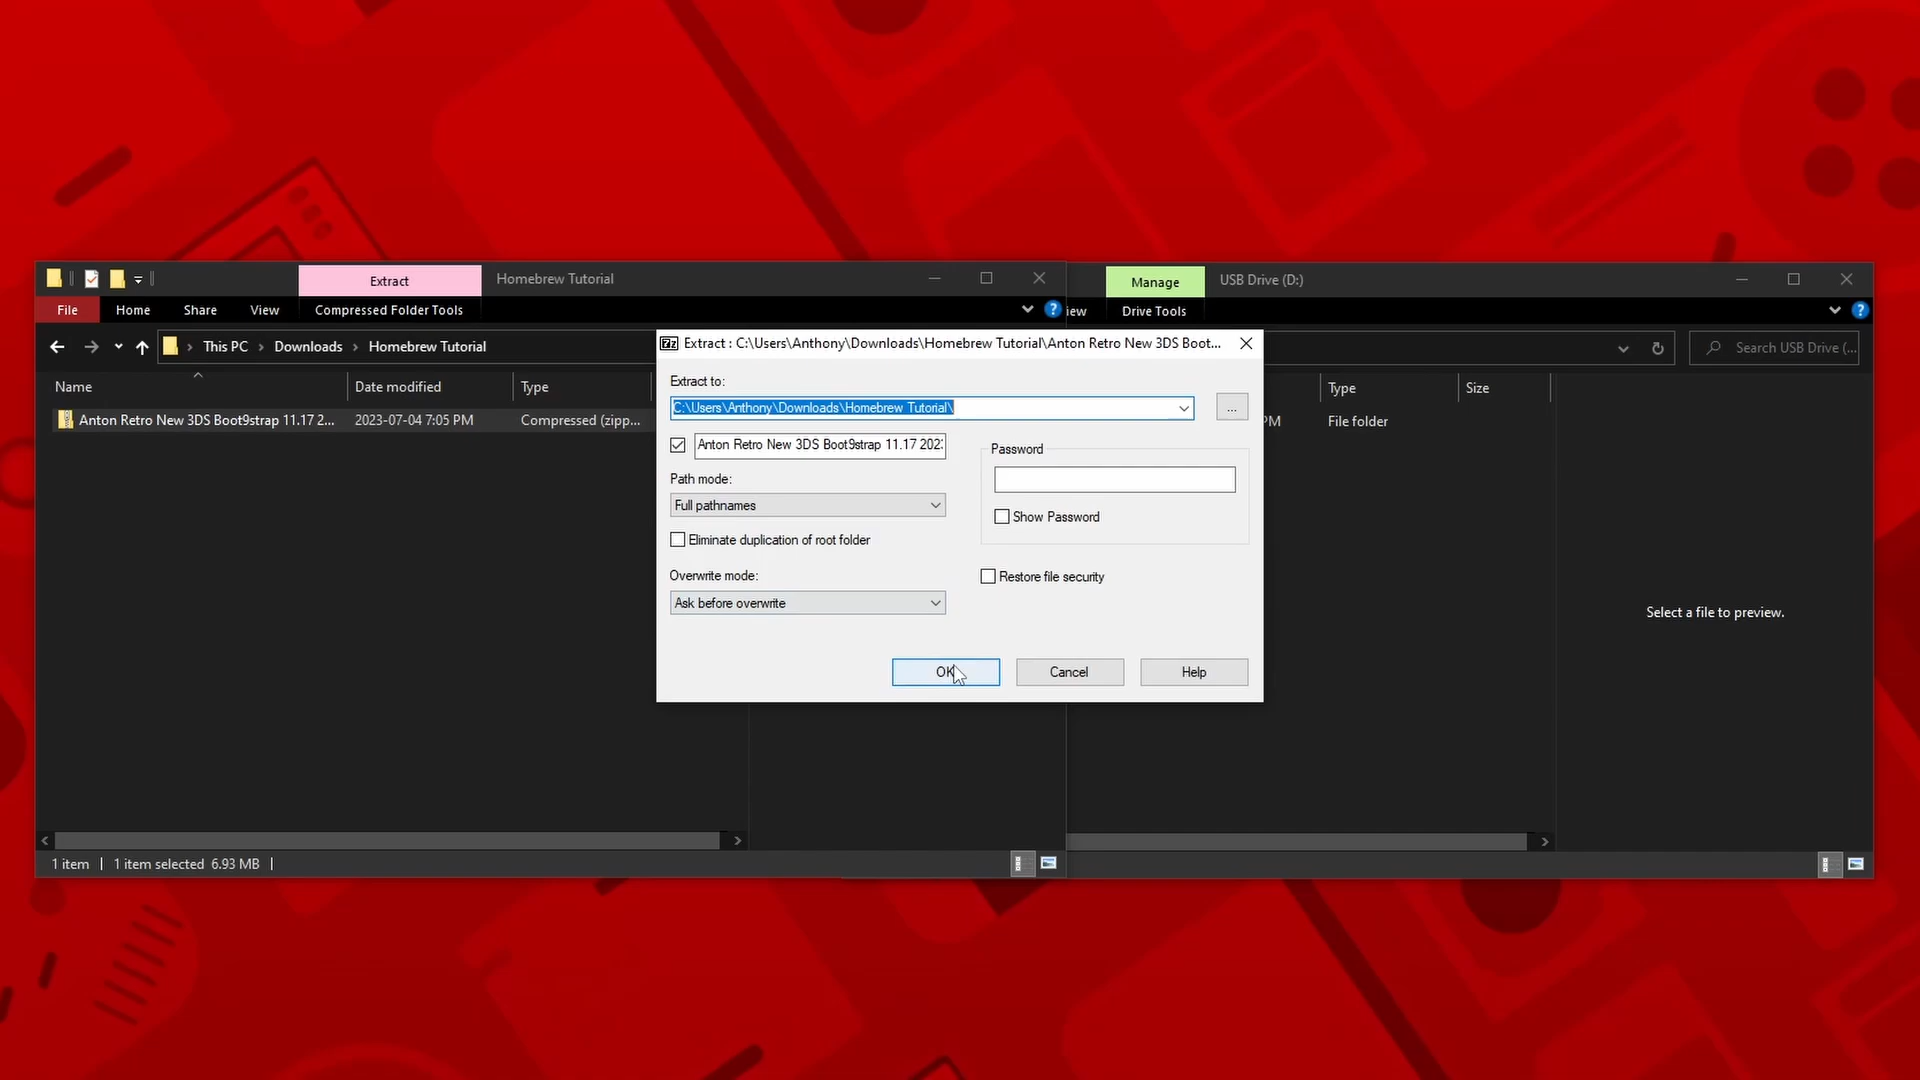 Extract
Homebrew Tutorial
File
Home
Share
View
Compressed Folder Tools
This PC
Downloads
Homebrew Tutorial
Name
Date modified
Type
Anton Retro New 3DS Boot9strap 11.17 2...
2023-07-04 7:05 PM
Compressed (zipp...
1 item
1 item selected 6.93 MB
Manage
USB Drive (D:)
iew
Drive Tools
Search USB Drive (...
Type
Size
PM
File folder
Select a file to preview.
Extract : C:\Users\Anthony\Downloads\Homebrew Tutorial\Anton Retro New 3DS Boot...
Extract to:
C:\Users\Anthony\Downloads\Homebrew Tutorial\
...
Anton Retro New 3DS Boot9strap 11.17 202
Path mode:
Full pathnames
Eliminate duplication of root folder
Overwrite mode:
Ask before overwrite
Password
Show Password
Restore file security
OK
Cancel
Help